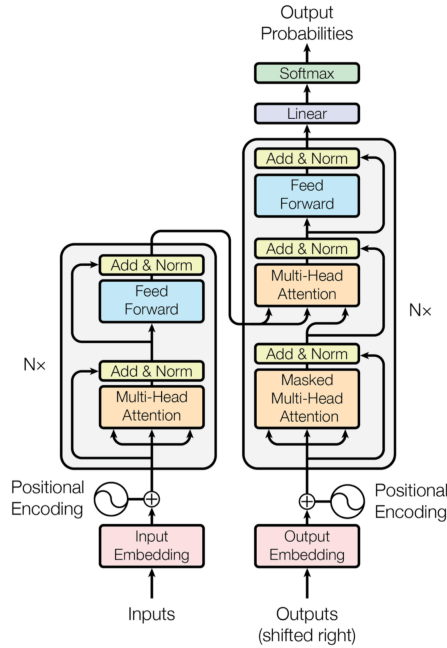 Output
Probabilities
Softmax
Linear
Add & Norm
Feed
Forward
Add & Norm
Multi-Head
Attention
Add & Norm
Masked
Multi-Head
Attention
N×
Add & Norm
Feed
Forward
Add & Norm
Multi-Head
Attention
N×
Positional
Encoding
Input
Embedding
Inputs
Positional
Encoding
Output
Embedding
Outputs
(shifted right)